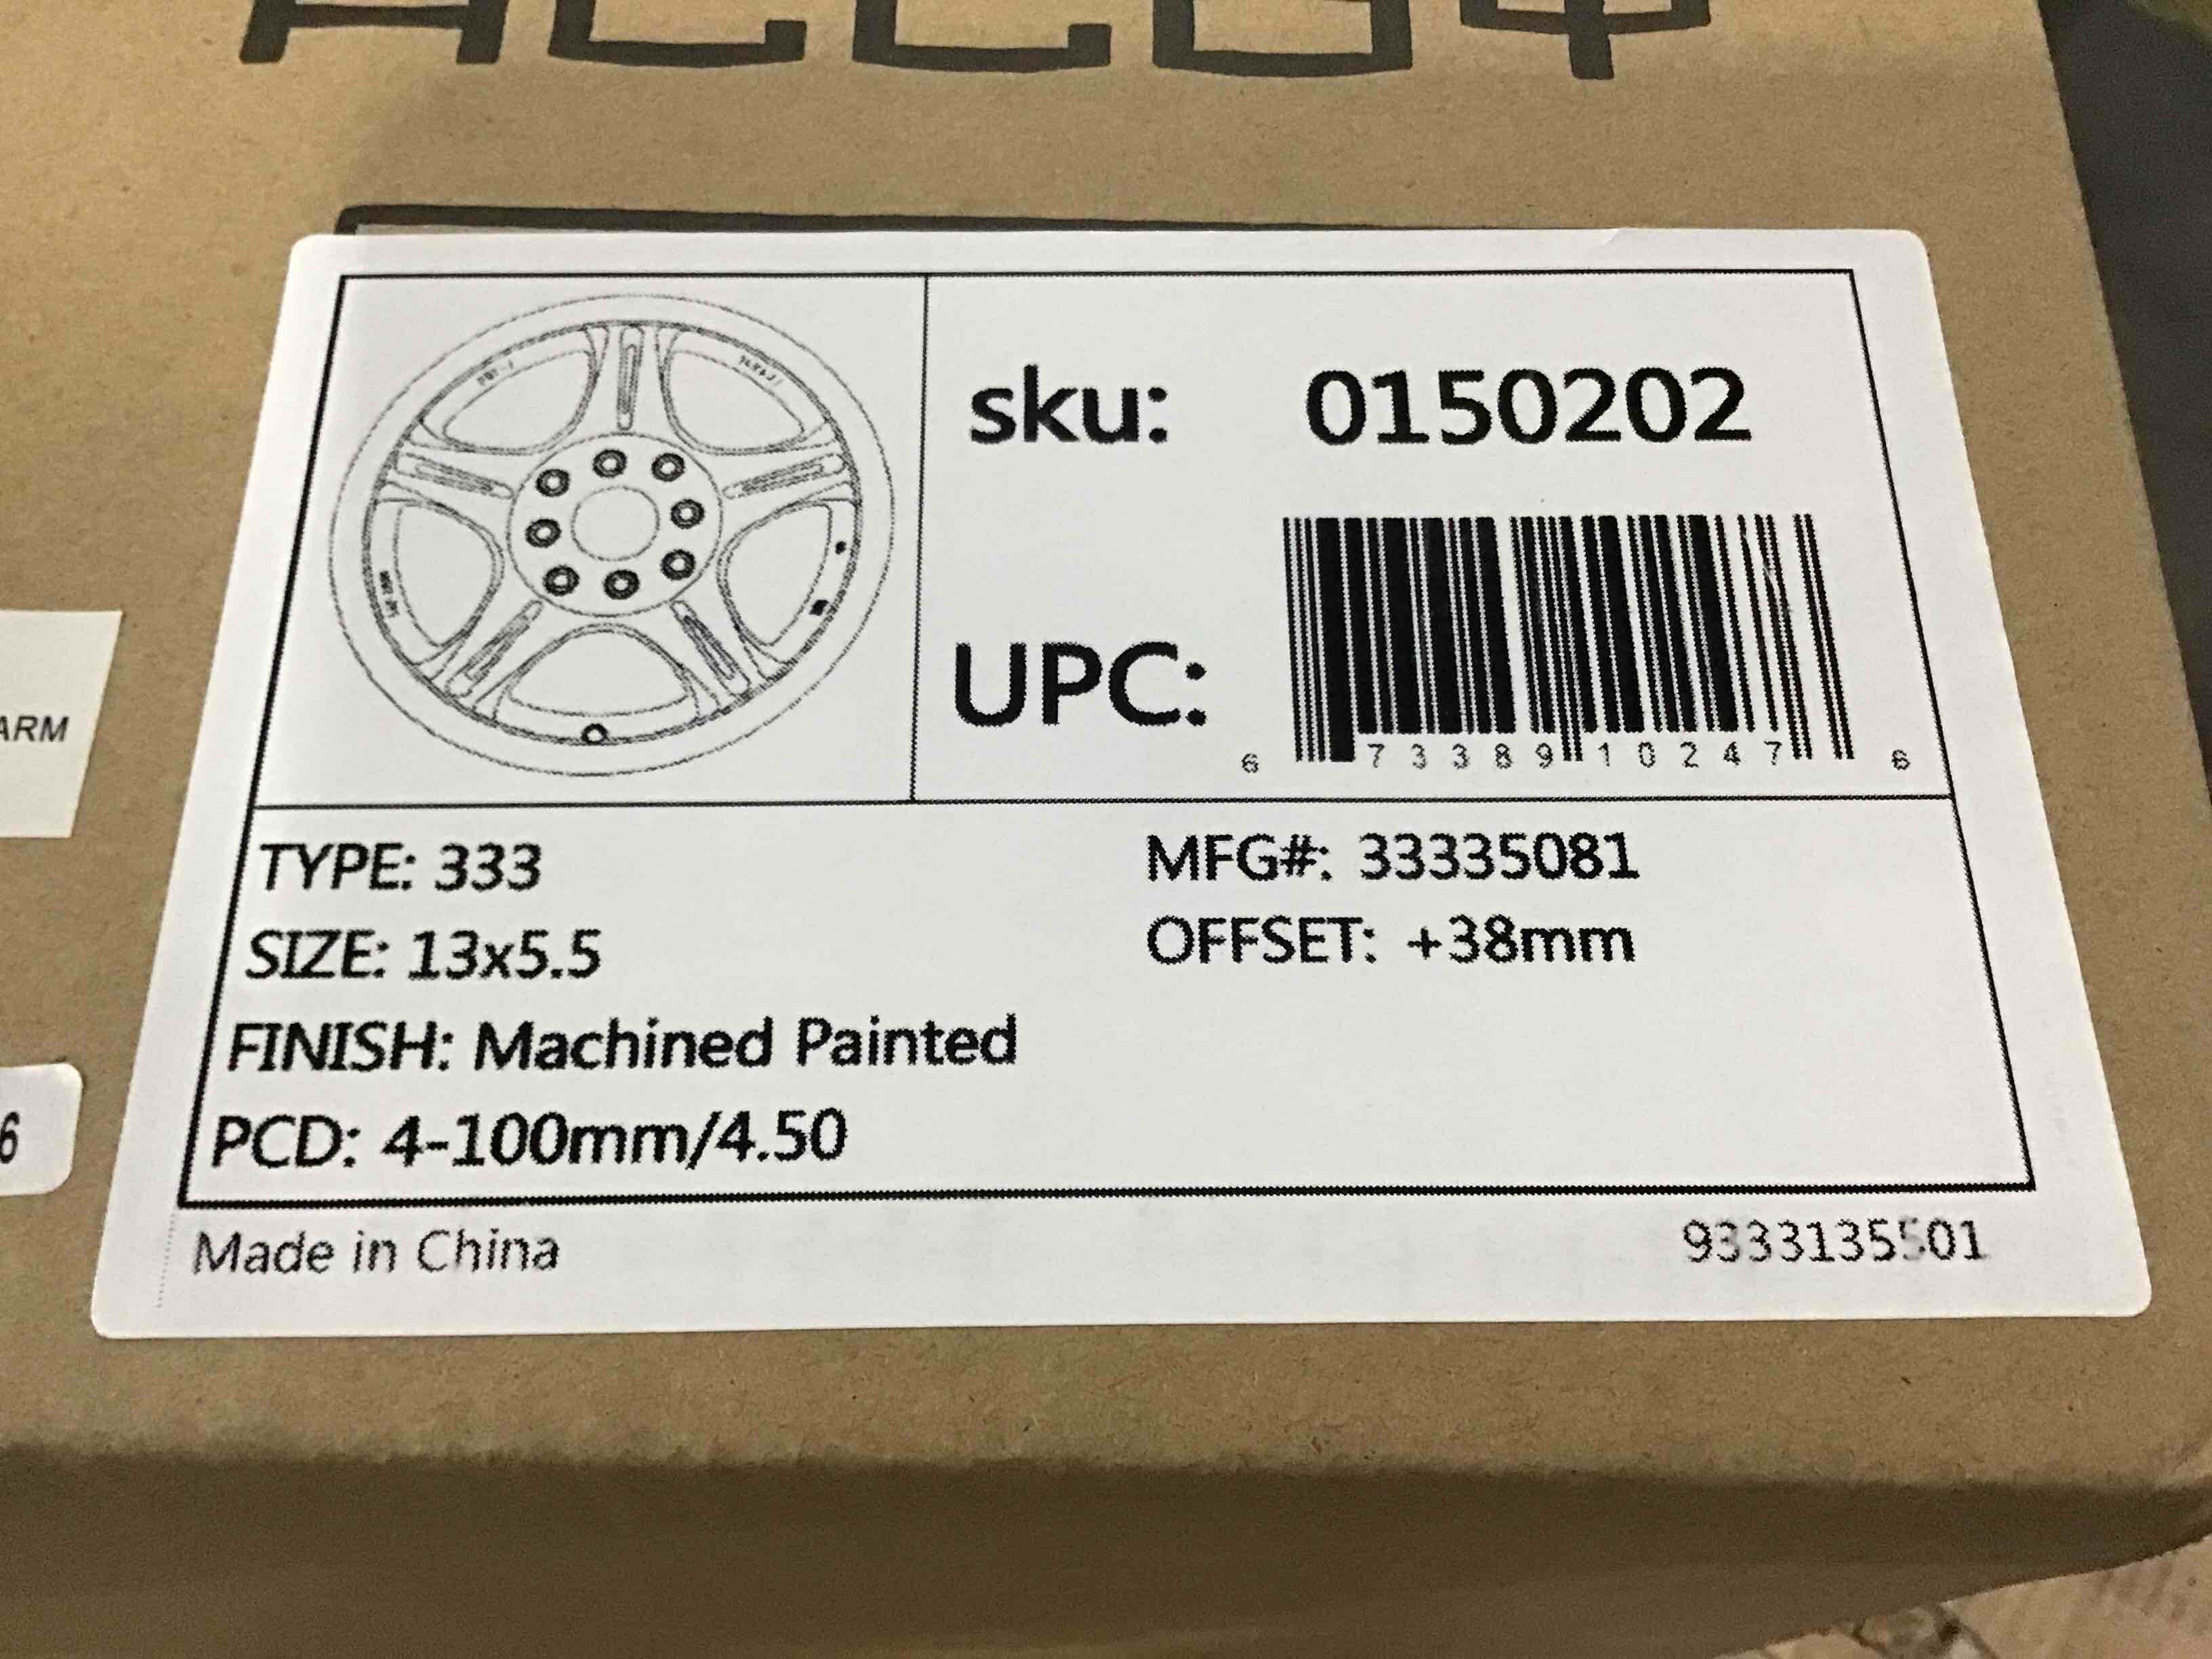 sku: 0150202
UPC:
6 73389 10247 6
TYPE: 333
MFG#: 33335081
SIZE: 13x5.5
OFFSET: +38mm
FINISH: Machined Painted
PCD: 4-100mm/4.50
Made in China
9333135501
ARM
6